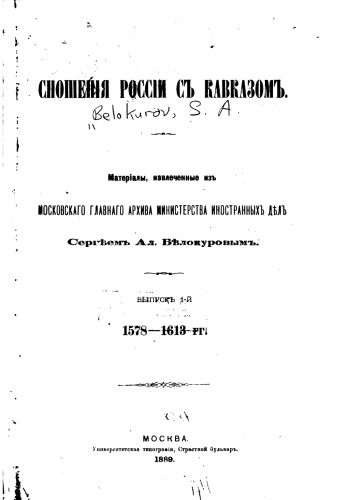 СНОШЕНІЯ РОССІИ СЪ КАВКАЗОМЪ.
Belokurov, S. A.
Матеріалы, извлеченные изъ
МОСКОВСКАГО ГЛАВНАГО АРХИВА МИНИСТЕРСТВА ИНОСТРАННЫХЪ ДѢЛЪ
Сергѣемъ Ал. Бѣлокуровымъ.
ВЫПУСКЪ 1-Й
1578—1613 гг.
МОСКВА.
Университетская типографія, Страстной бульваръ.
1889.